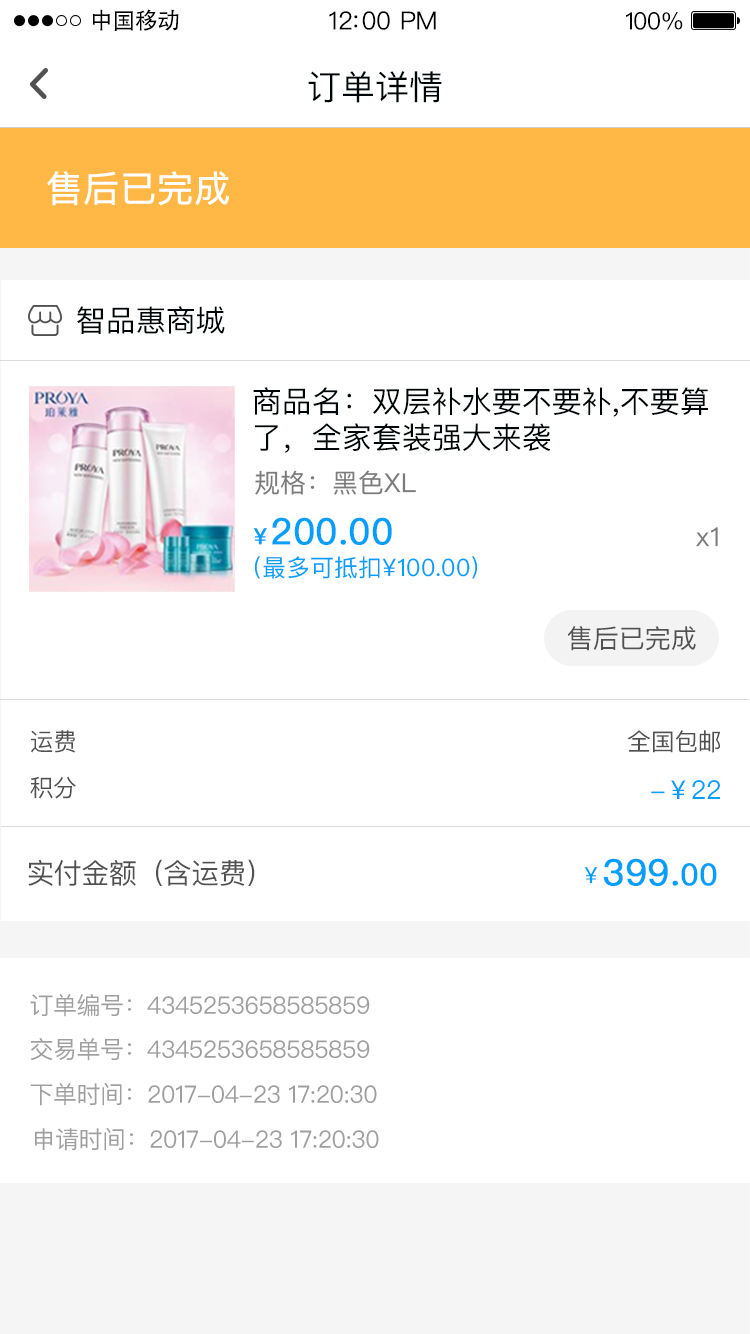 中国移动 12:00 PM 100%
订单详情
售后已完成
智品惠商城
PRÓYA
珀莱雅
PROYA
PROYA
PROYA
PROYA
商品名：双层补水要不要补,不要算
了，全家套装强大来袭
规格：黑色XL
¥200.00
x1
(最多可抵扣¥100.00)
售后已完成
运费 全国包邮
积分 –¥22
实付金额（含运费） ¥399.00
订单编号：4345253658585859
交易单号：4345253658585859
下单时间：2017–04–23 17:20:30
申请时间：2017–04–23 17:20:30